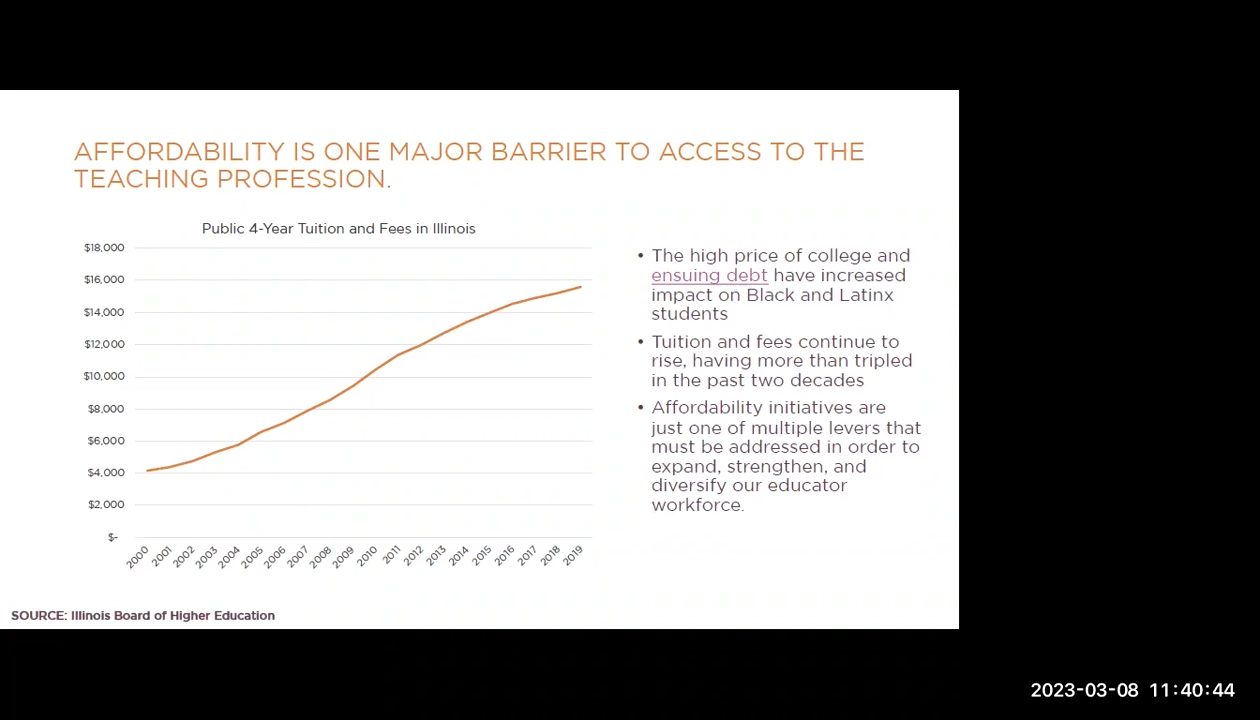 AFFORDABILITY IS ONE MAJOR BARRIER TO ACCESS TO THE
TEACHING PROFESSION.
Public 4-Year Tuition and Fees in Illinois
$18,000
$16,000
$14,000
$12,000
$10,000
$8,000
$6,000
$4,000
$2,000
$-
2000 2001 2002 2003 2004 2005 2006 2007 2008 2009 2010 2011 2012 2013 2014 2015 2016 2017 2018 2019
• The high price of college and
ensuing debt have increased
impact on Black and Latinx
students
• Tuition and fees continue to
rise, having more than tripled
in the past two decades
• Affordability initiatives are
just one of multiple levers that
must be addressed in order to
expand, strengthen, and
diversify our educator
workforce.
SOURCE: Illinois Board of Higher Education
2023-03-08 11:40:44